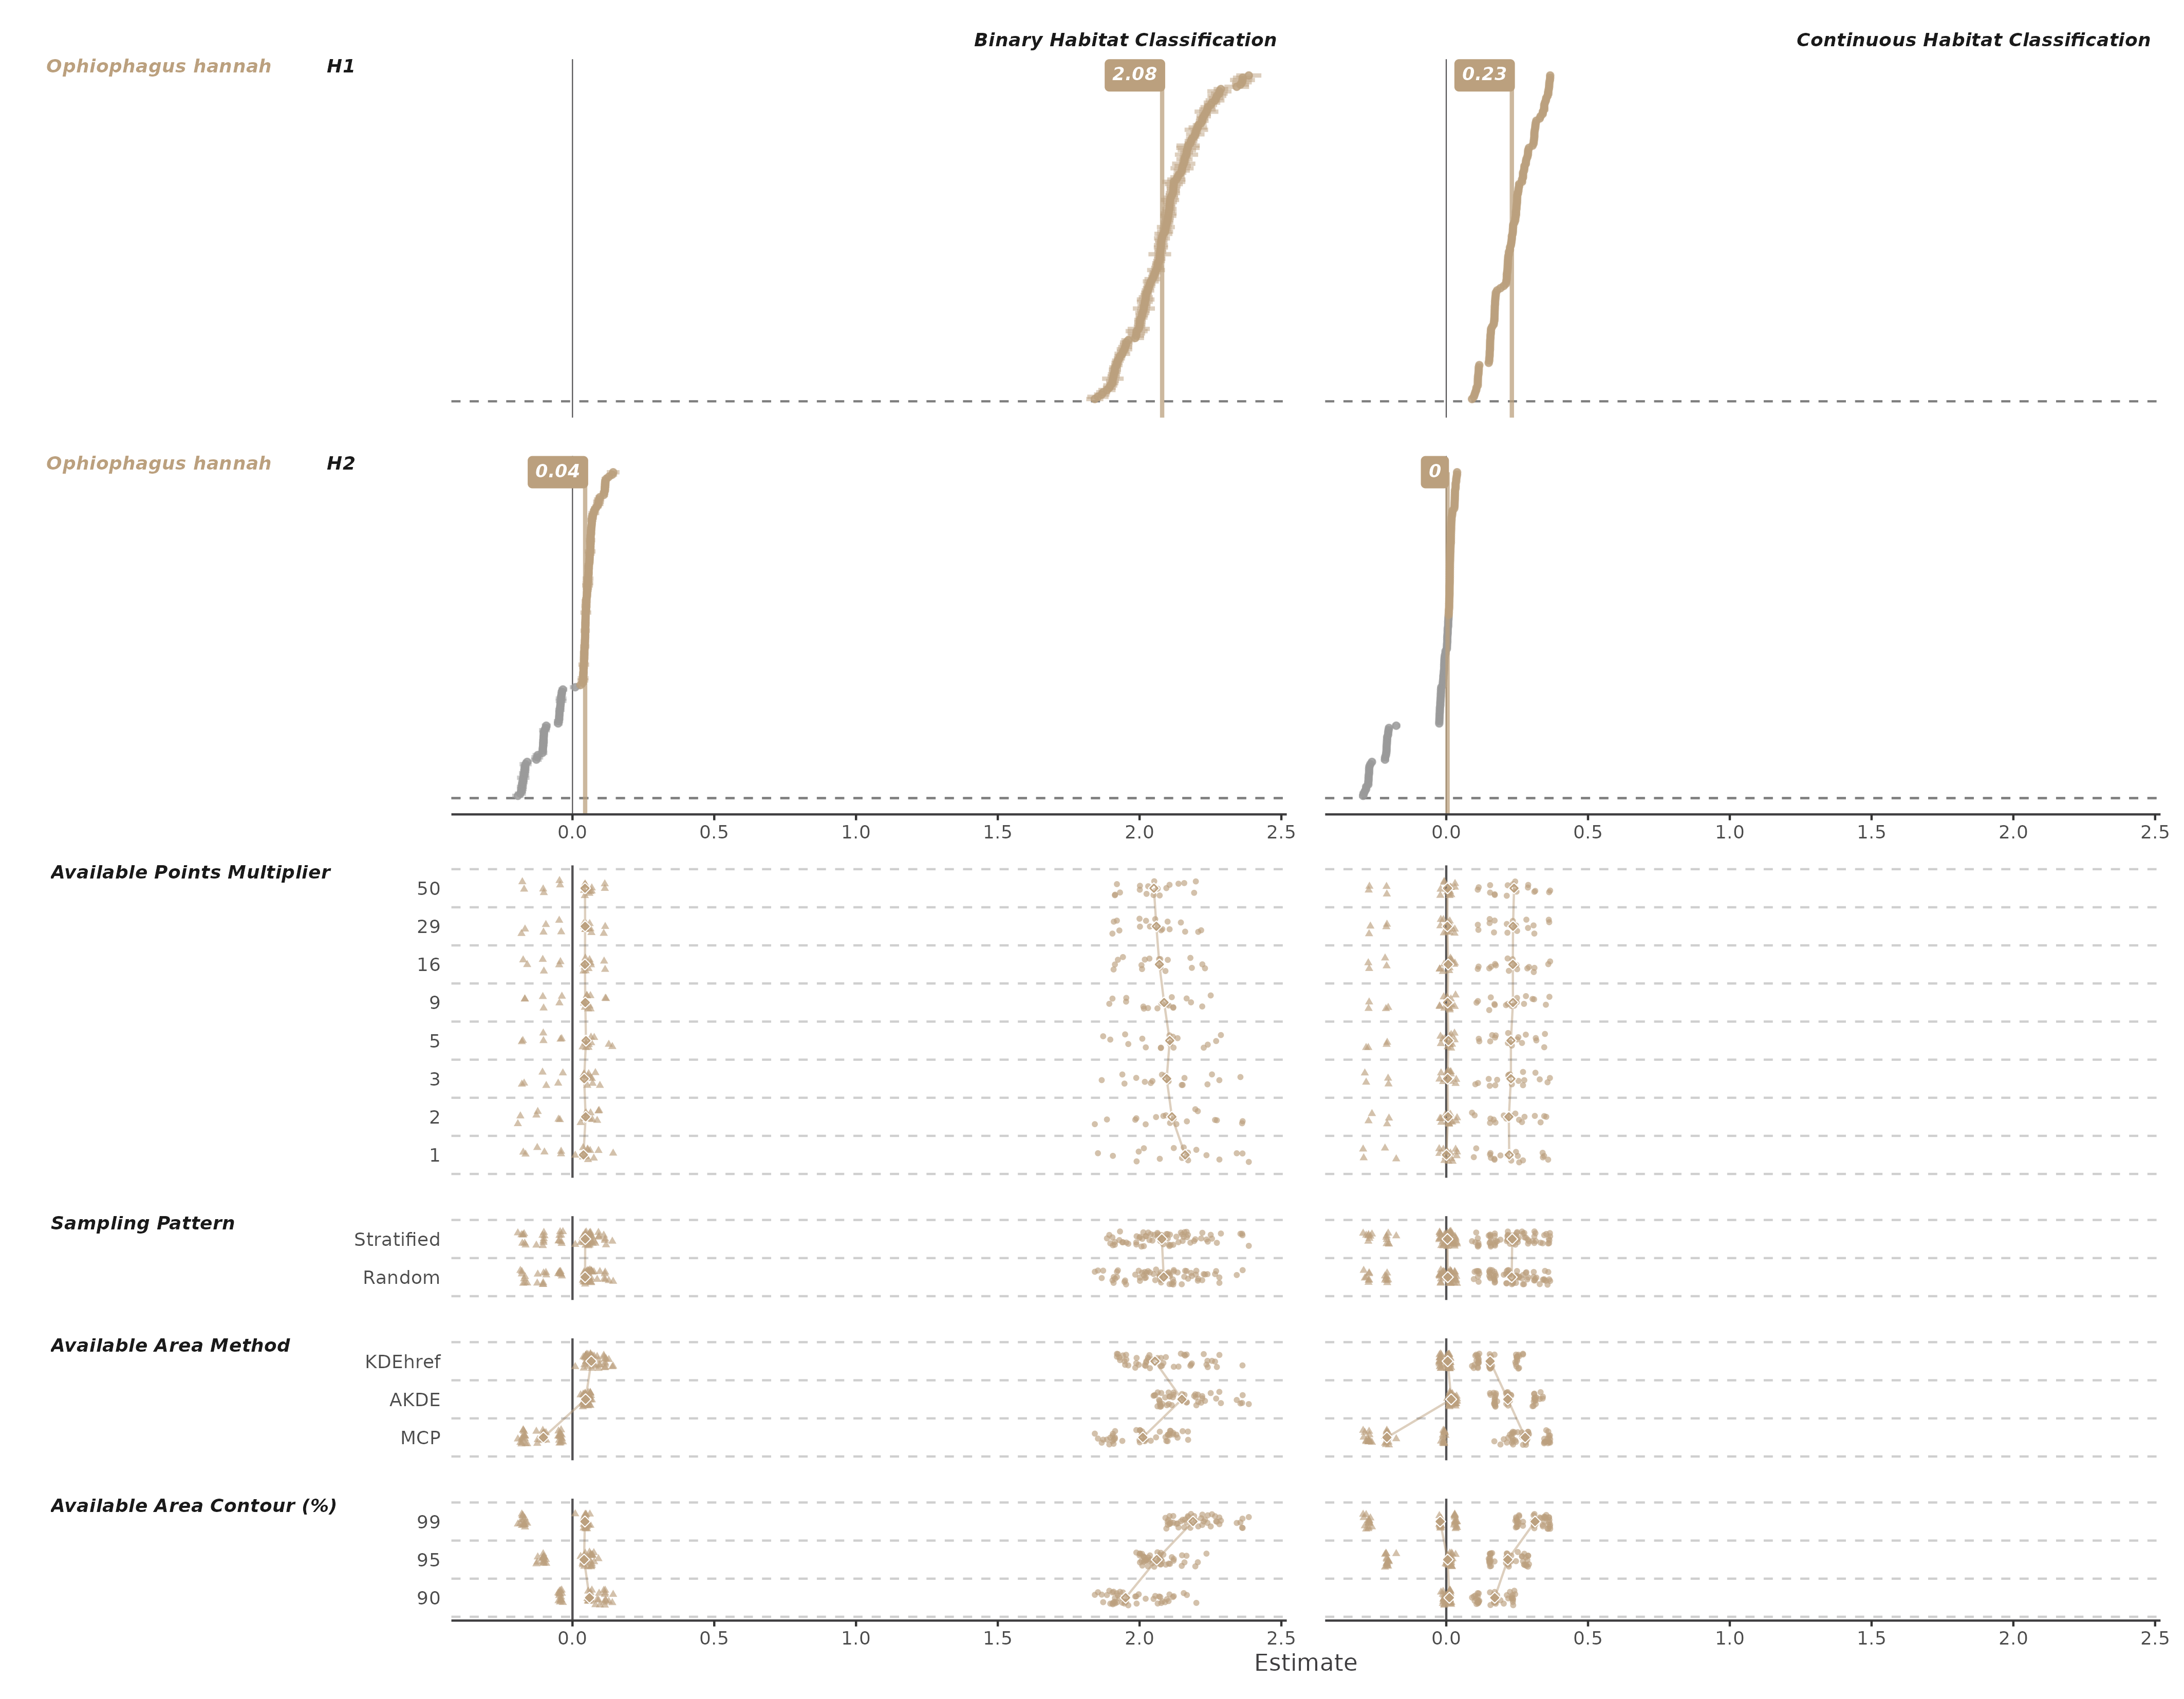 Binary Habitat Classification Continuous Habitat Classification
Ophiophagus hannah H1 2.08 0.23
Ophiophagus hannah H2 0.04 0
0.0 0.5 1.0 1.5 2.0 2.5 0.0 0.5 1.0 1.5 2.0 2.5
Available Points Multiplier
50
29
16
9
5
3
2
1
Sampling Pattern
Stratified
Random
Available Area Method
KDEhref
AKDE
MCP
Available Area Contour (%)
99
95
90
0.0 0.5 1.0 1.5 2.0 2.5 0.0 0.5 1.0 1.5 2.0 2.5
Estimate